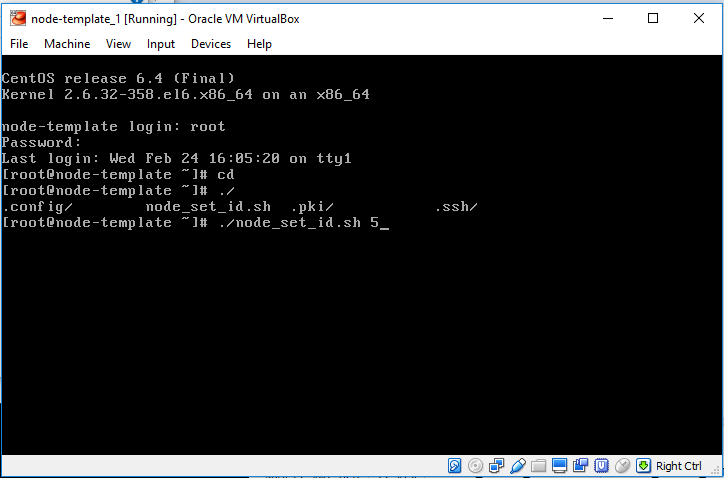 node-template_1 [Running] - Oracle VM VirtualBox
File Machine View Input Devices Help
CentOS release 6.4 (Final)
Kernel 2.6.32-358.el6.x86_64 on an x86_64
node-template login: root
Password:
Last login: Wed Feb 24 16:05:20 on tty1
[root@node-template ~]# cd
[root@node-template ~]# ./
.config/ node_set_id.sh .pki/ .ssh/
[root@node-template ~]# ./node_set_id.sh 5_
Right Ctrl